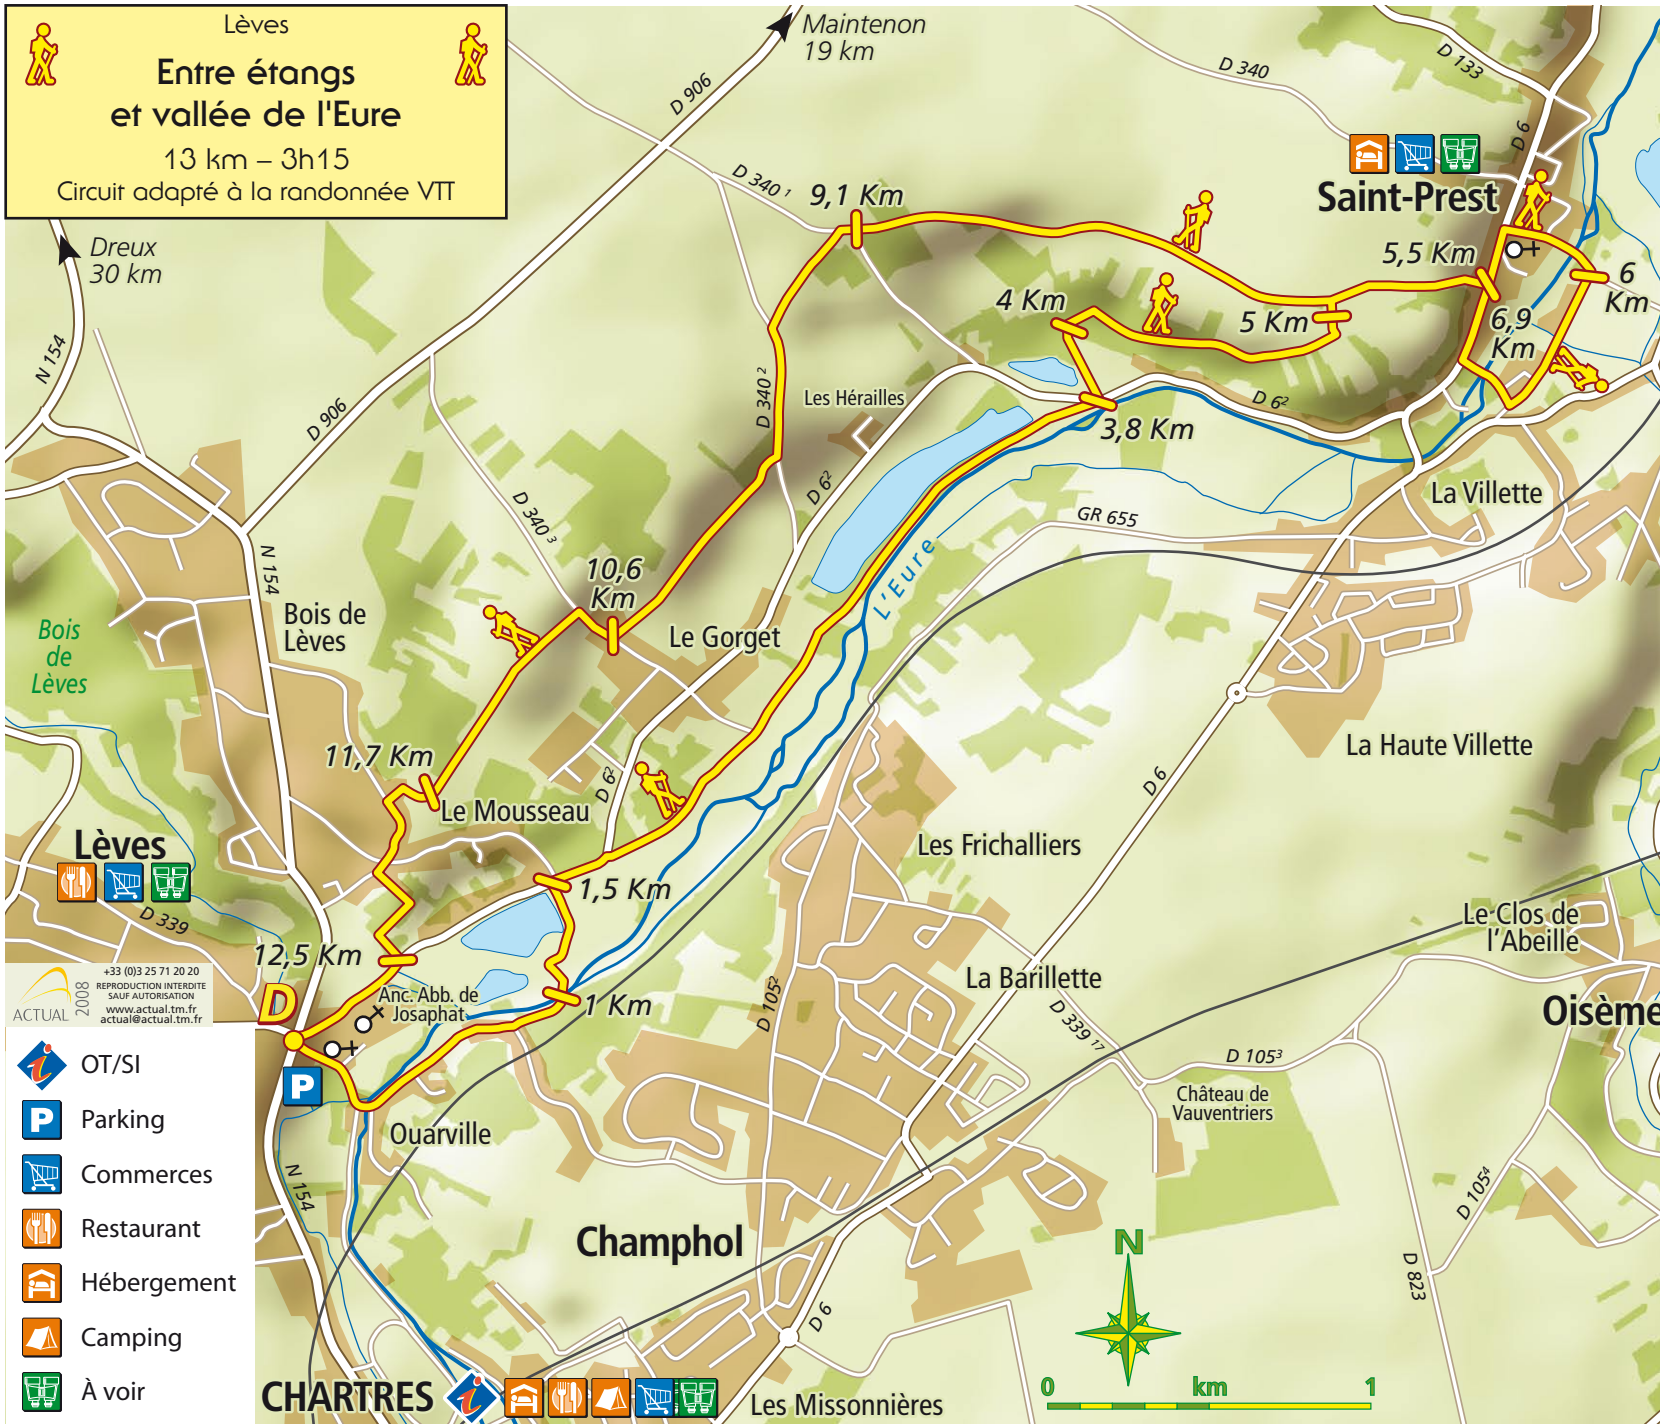 Lèves
Entre étangs
et vallée de l'Eure
13 km – 3h15
Circuit adapté à la randonnée VTT
Maintenon
19 km
Dreux
30 km
D 906
D 340
D 133
D 6
D 340 1
9,1 Km
Saint-Prest
5,5 Km
6
Km
4 Km
5 Km
6,9
Km
N 154
D 906
D 340 2
Les Hérailles
D 6²
3,8 Km
D 6²
La Villette
D 340 3
GR 655
L'Eure
N 154
10,6
Km
Bois de
Lèves
Le Gorget
Bois
de
Lèves
11,7 Km
La Haute Villette
D 6²
D 6
Le Mousseau
Lèves
Les Frichalliers
1,5 Km
D 339
12,5 Km
Le Clos de
l'Abeille
+33 (0)3 25 71 20 20
REPRODUCTION INTERDITE
SAUF AUTORISATION
www.actual.tm.fr
actual@actual.tm.fr
ACTUAL 2008
D
Anc. Abb. de
Josaphat
1 Km
La Barillette
D 105²
D 339 17
Oisème
D 105³
Château de
Vauventriers
P
Ouarville
N 154
D 105⁴
Champhol
D 823
N
D 6
0 km 1
CHARTRES
Les Missonnières
OT/SI
P Parking
Commerces
Restaurant
Hébergement
Camping
À voir